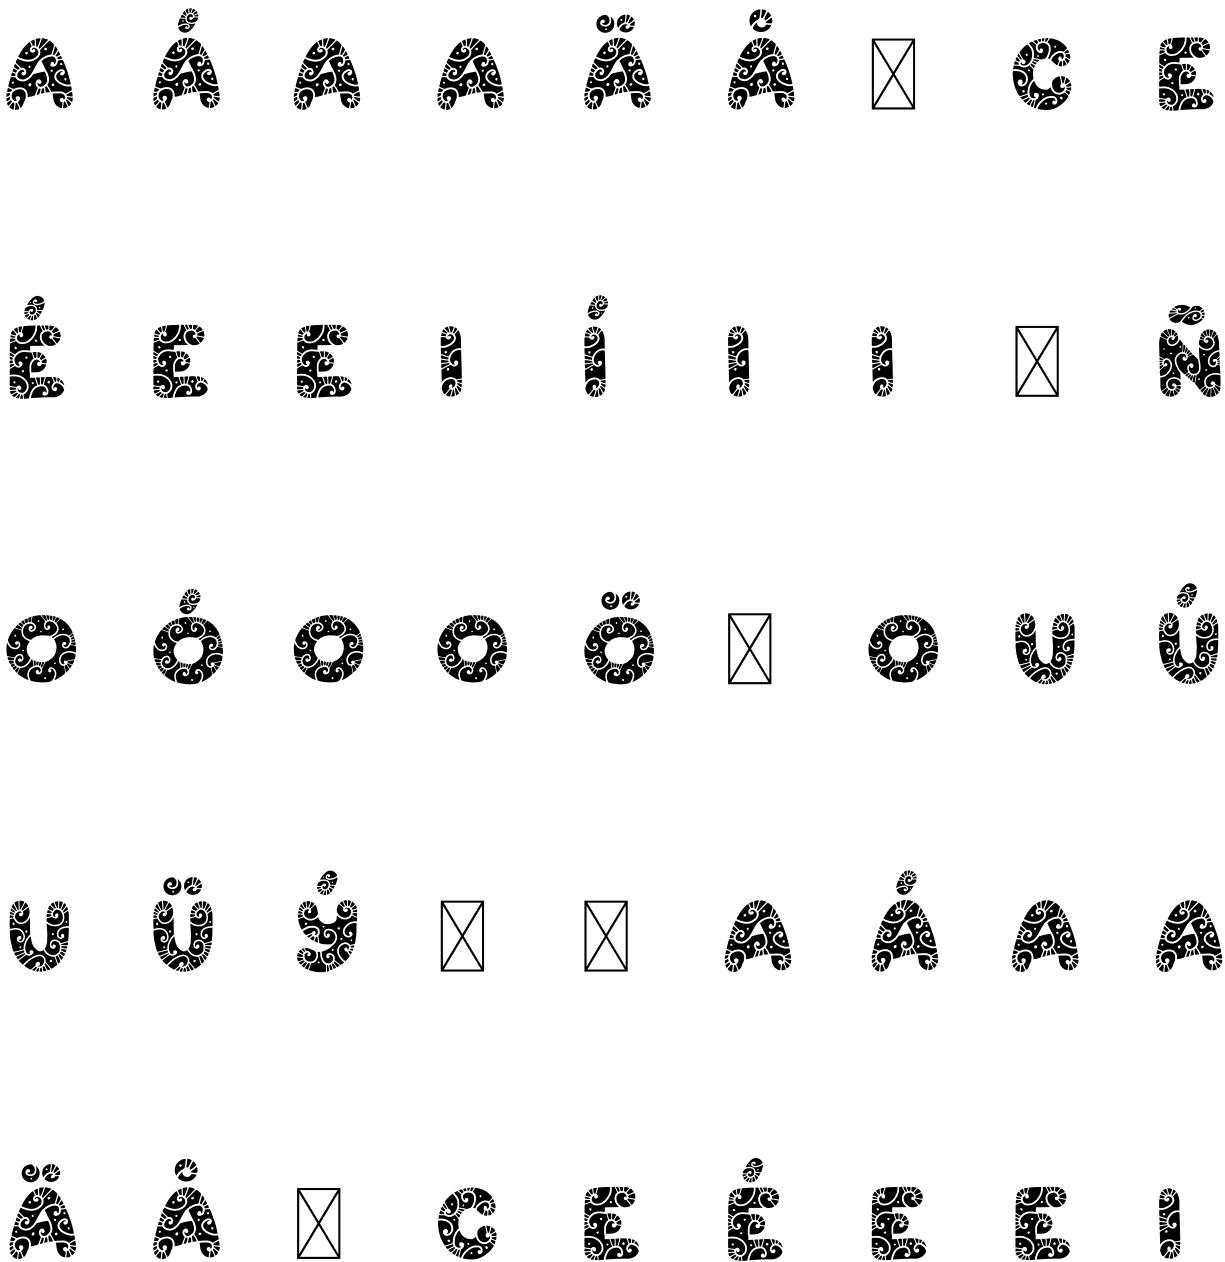 A Á A A Ä Å C E
É E E I Í I I Ñ
O Ó O O Ö O U Ú
U Ü Ý A Á A A
Ä Å C E É E E I